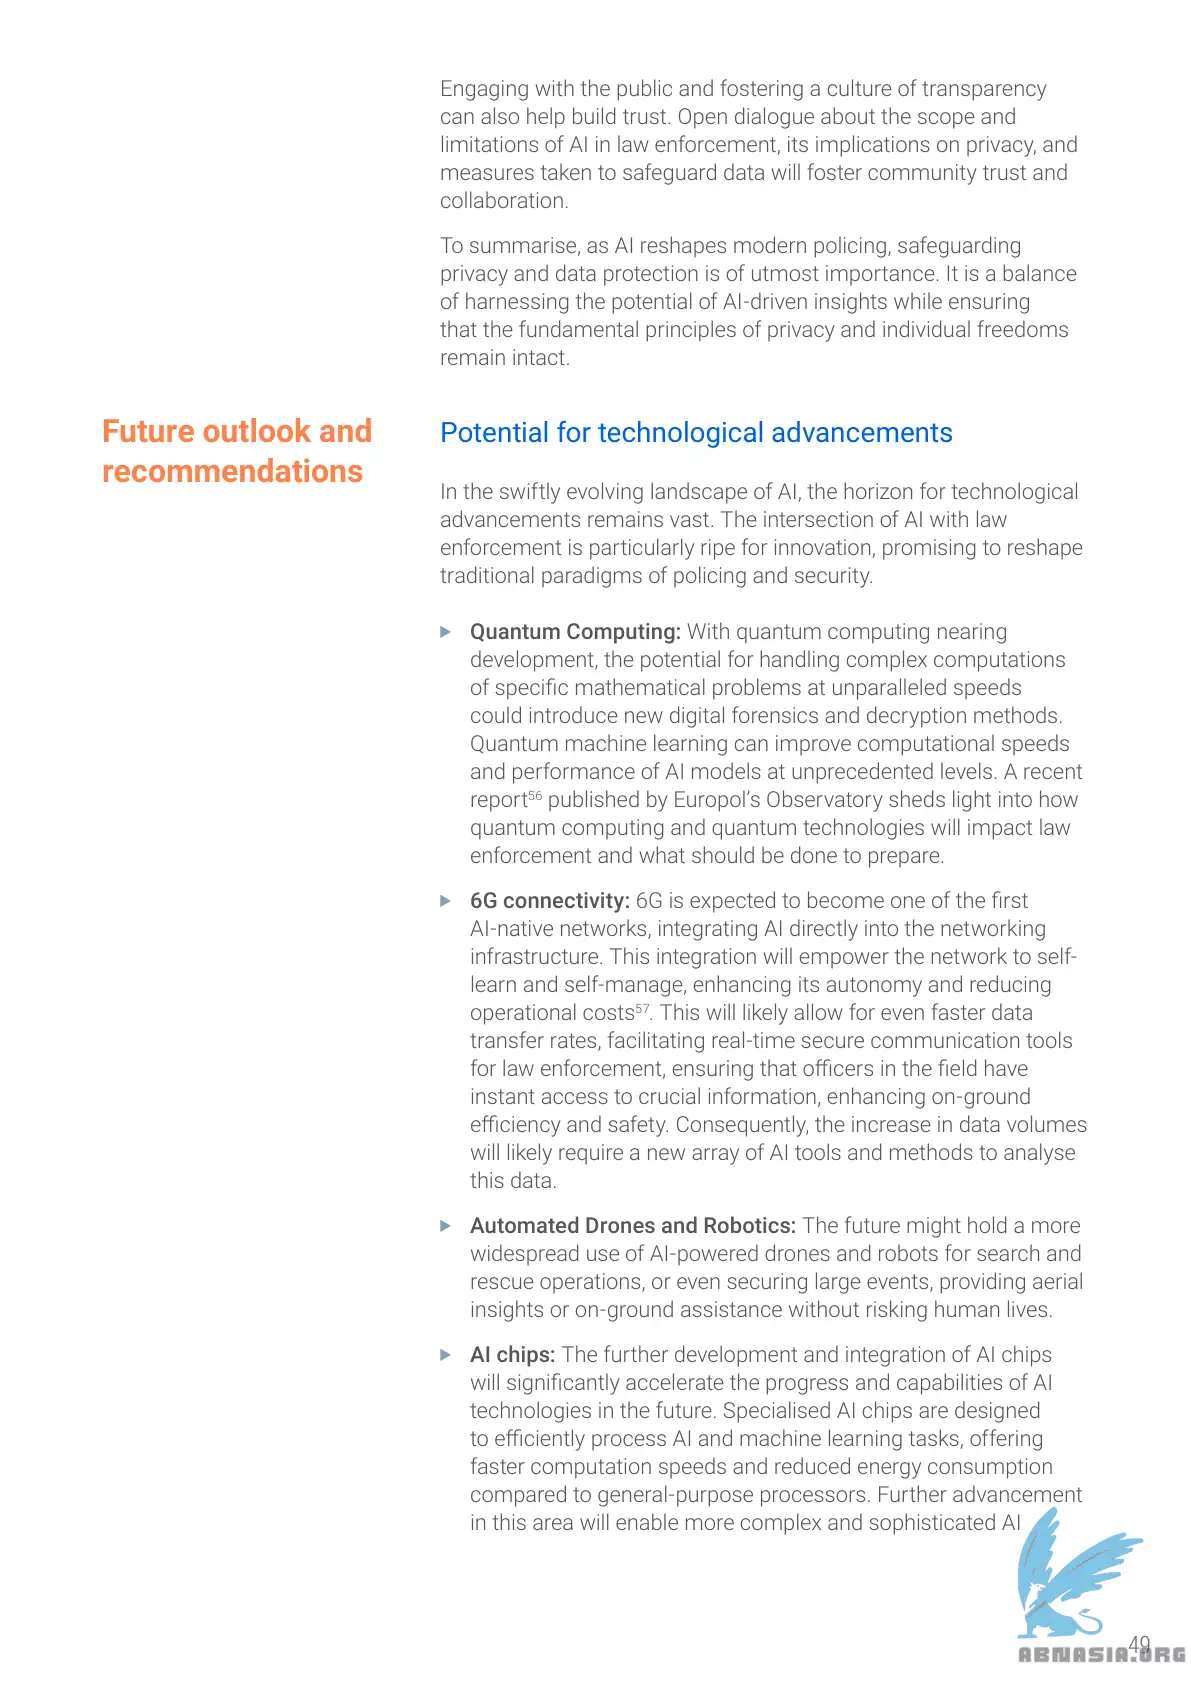 Engaging with the public and fostering a culture of transparency
can also help build trust. Open dialogue about the scope and
limitations of AI in law enforcement, its implications on privacy, and
measures taken to safeguard data will foster community trust and
collaboration.
To summarise, as AI reshapes modern policing, safeguarding
privacy and data protection is of utmost importance. It is a balance
of harnessing the potential of AI-driven insights while ensuring
that the fundamental principles of privacy and individual freedoms
remain intact.
Future outlook and
recommendations
Potential for technological advancements
In the swiftly evolving landscape of AI, the horizon for technological
advancements remains vast. The intersection of AI with law
enforcement is particularly ripe for innovation, promising to reshape
traditional paradigms of policing and security.
Quantum Computing: With quantum computing nearing
development, the potential for handling complex computations
of specific mathematical problems at unparalleled speeds
could introduce new digital forensics and decryption methods.
Quantum machine learning can improve computational speeds
and performance of AI models at unprecedented levels. A recent
report56 published by Europol’s Observatory sheds light into how
quantum computing and quantum technologies will impact law
enforcement and what should be done to prepare.
6G connectivity: 6G is expected to become one of the first
AI-native networks, integrating AI directly into the networking
infrastructure. This integration will empower the network to self-
learn and self-manage, enhancing its autonomy and reducing
operational costs57. This will likely allow for even faster data
transfer rates, facilitating real-time secure communication tools
for law enforcement, ensuring that officers in the field have
instant access to crucial information, enhancing on-ground
efficiency and safety. Consequently, the increase in data volumes
will likely require a new array of AI tools and methods to analyse
this data.
Automated Drones and Robotics: The future might hold a more
widespread use of AI-powered drones and robots for search and
rescue operations, or even securing large events, providing aerial
insights or on-ground assistance without risking human lives.
AI chips: The further development and integration of AI chips
will significantly accelerate the progress and capabilities of AI
technologies in the future. Specialised AI chips are designed
to efficiently process AI and machine learning tasks, offering
faster computation speeds and reduced energy consumption
compared to general-purpose processors. Further advancement
in this area will enable more complex and sophisticated AI
49
ABNASIA.ORG